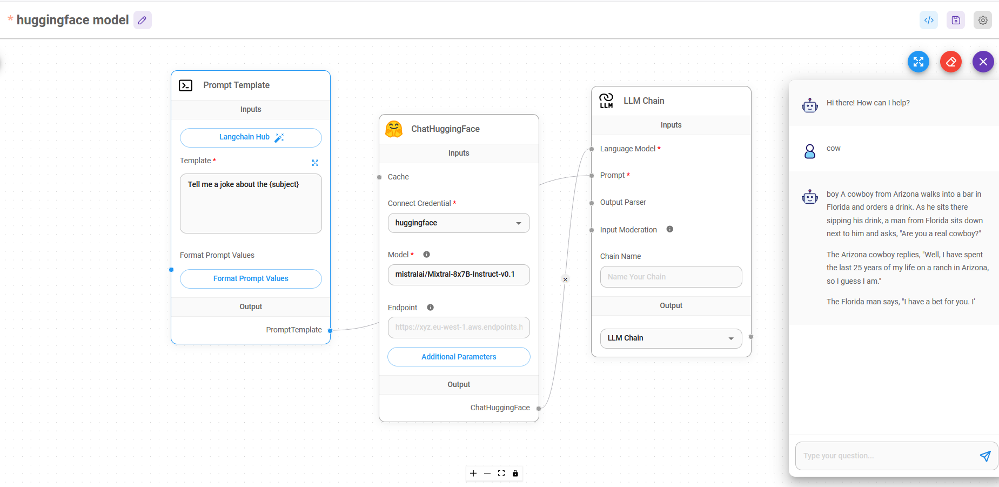 * huggingface model
Prompt Template
Inputs
Langchain Hub
Template *
Tell me a joke about the {subject}
Format Prompt Values
Format Prompt Values
Output
PromptTemplate
ChatHuggingFace
Inputs
Cache
Connect Credential *
huggingface
Model *
mistralai/Mixtral-8x7B-Instruct-v0.1
Endpoint
https://xyz.eu-west-1.aws.endpoints.h
Additional Parameters
Output
ChatHuggingFace
LLM
LLM Chain
Inputs
Language Model *
Prompt *
Output Parser
Input Moderation
Chain Name
Name Your Chain
Output
LLM Chain
Hi there! How can I help?
cow
boy A cowboy from Arizona walks into a bar in
Florida and orders a drink. As he sits there
sipping his drink, a man from Florida sits down
next to him and asks, "Are you a real cowboy?"
The Arizona cowboy replies, "Well, I have spent
the last 25 years of my life on a ranch in Arizona,
so I guess I am."
The Florida man says, "I have a bet for you. I'
Type your question...